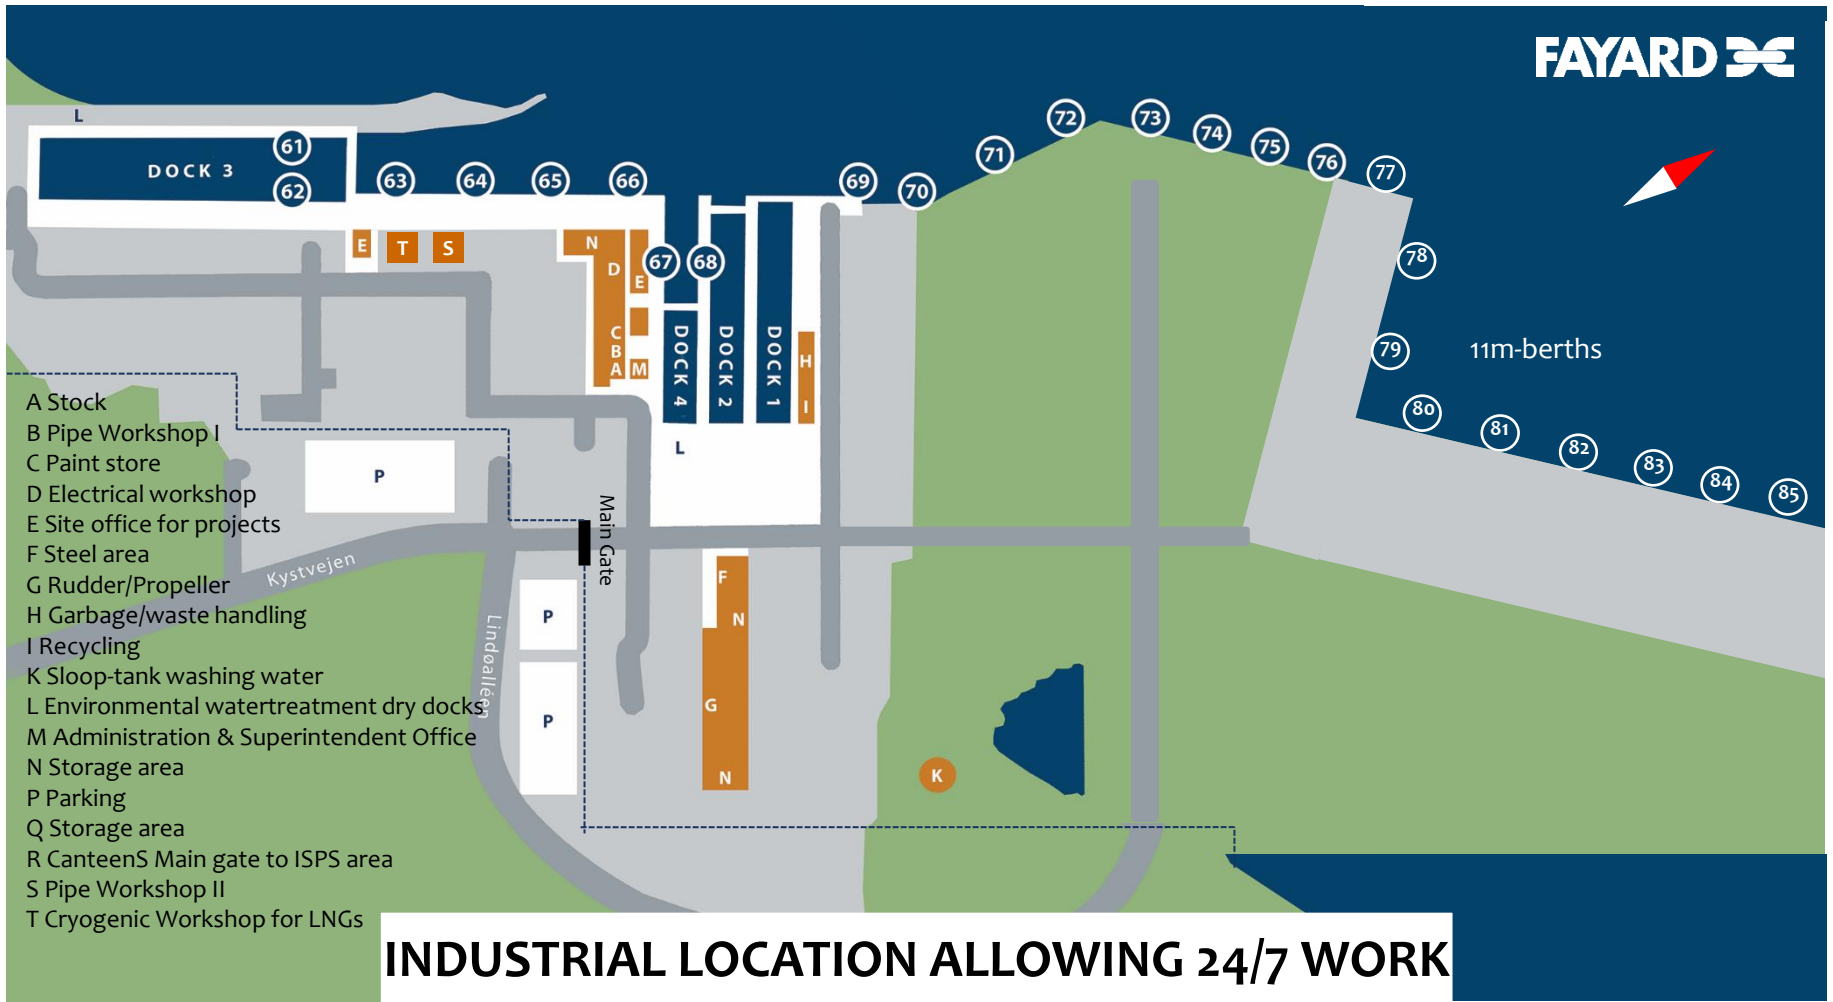 FAYARD
L
DOCK 3
61
62
63
64
65
66
67
68
69
70
71
72
73
74
75
76
77
78
79
80
81
82
83
84
85
11m-berths
E
T
S
N
D
E
C
B
A
M
DOCK 4
DOCK 2
DOCK 1
H
I
L
P
Main Gate
Kystvejen
Lindøalléen
P
P
F
N
G
N
K
A Stock
B Pipe Workshop I
C Paint store
D Electrical workshop
E Site office for projects
F Steel area
G Rudder/Propeller
H Garbage/waste handling
I Recycling
K Sloop-tank washing water
L Environmental watertreatment dry docks
M Administration & Superintendent Office
N Storage area
P Parking
Q Storage area
R CanteenS Main gate to ISPS area
S Pipe Workshop II
T Cryogenic Workshop for LNGs
INDUSTRIAL LOCATION ALLOWING 24/7 WORK